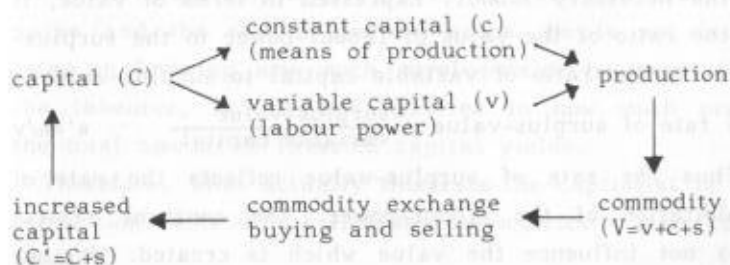 constant capital (c)
(means of production)
capital (C)
production
variable capital (v)
(labour power)
increased
capital
(C'=C+s)
commodity exchange
buying and selling
commodity
(V=v+C+s)